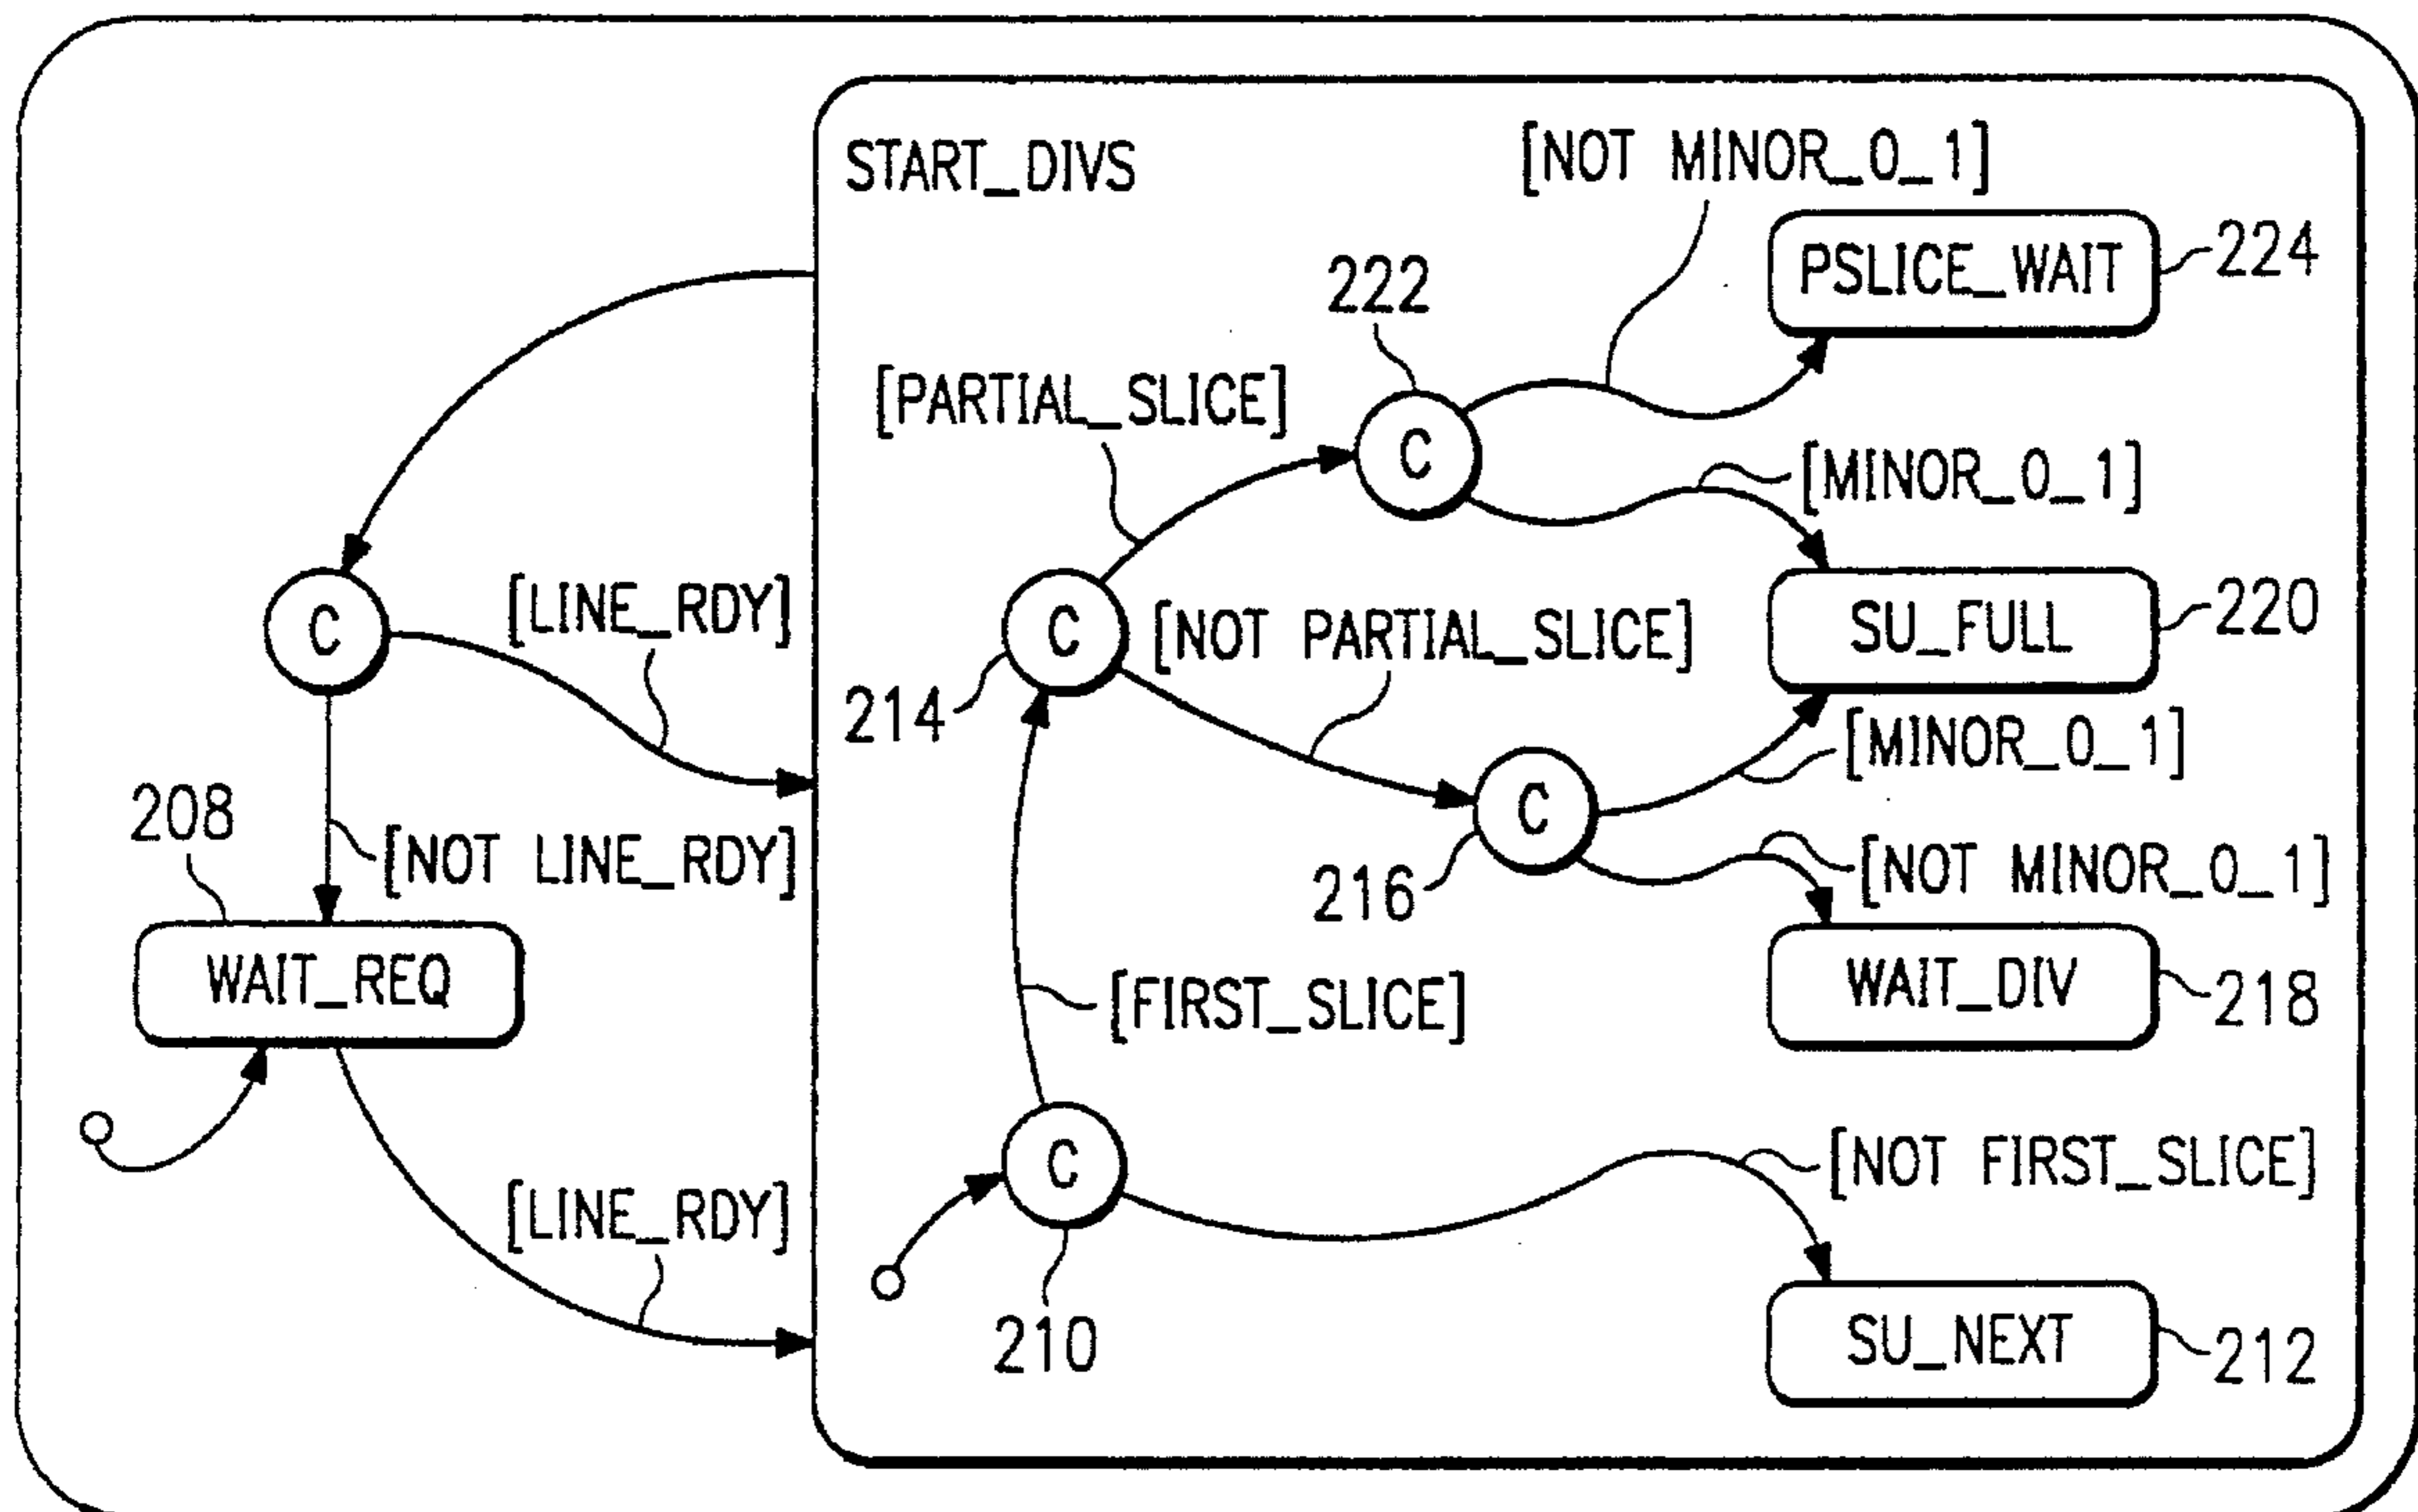 START_DIVS
[NOT MINOR_0_1]
PSLICE_WAIT
224
222
[PARTIAL_SLICE]
C
[MINOR_0_1]
C
[LINE_RDY]
C
[NOT PARTIAL_SLICE]
SU_FULL
220
214
[MINOR_0_1]
208
[NOT LINE_RDY]
C
216
[NOT MINOR_0_1]
WAIT_REQ
[FIRST_SLICE]
WAIT_DIV
218
C
[NOT FIRST_SLICE]
[LINE_RDY]
210
SU_NEXT
212